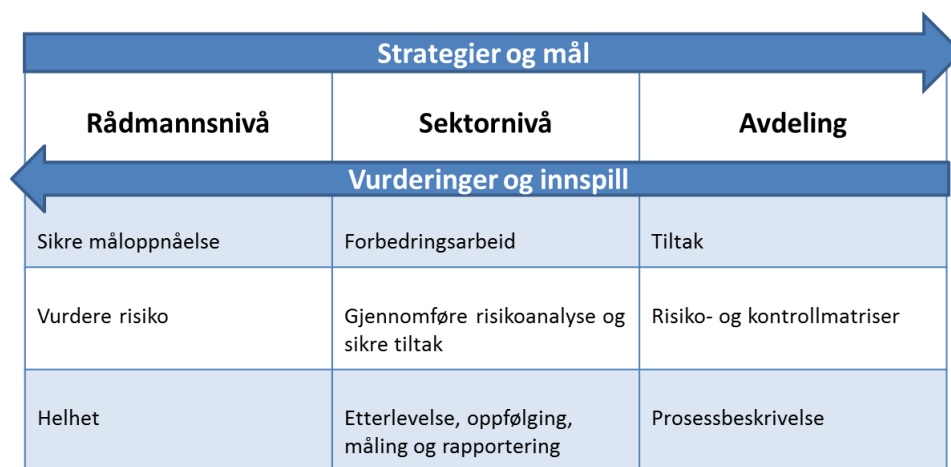 Strategier og mål
Rådmannsnivå
Sektornivå
Avdeling
Vurderinger og innspill
Sikre måloppnåelse
Forbedringsarbeid
Tiltak
Vurdere risiko
Gjennomføre risikoanalyse og
sikre tiltak
Risiko- og kontrollmatriser
Helhet
Etterlevelse, oppfølging,
måling og rapportering
Prosessbeskrivelse